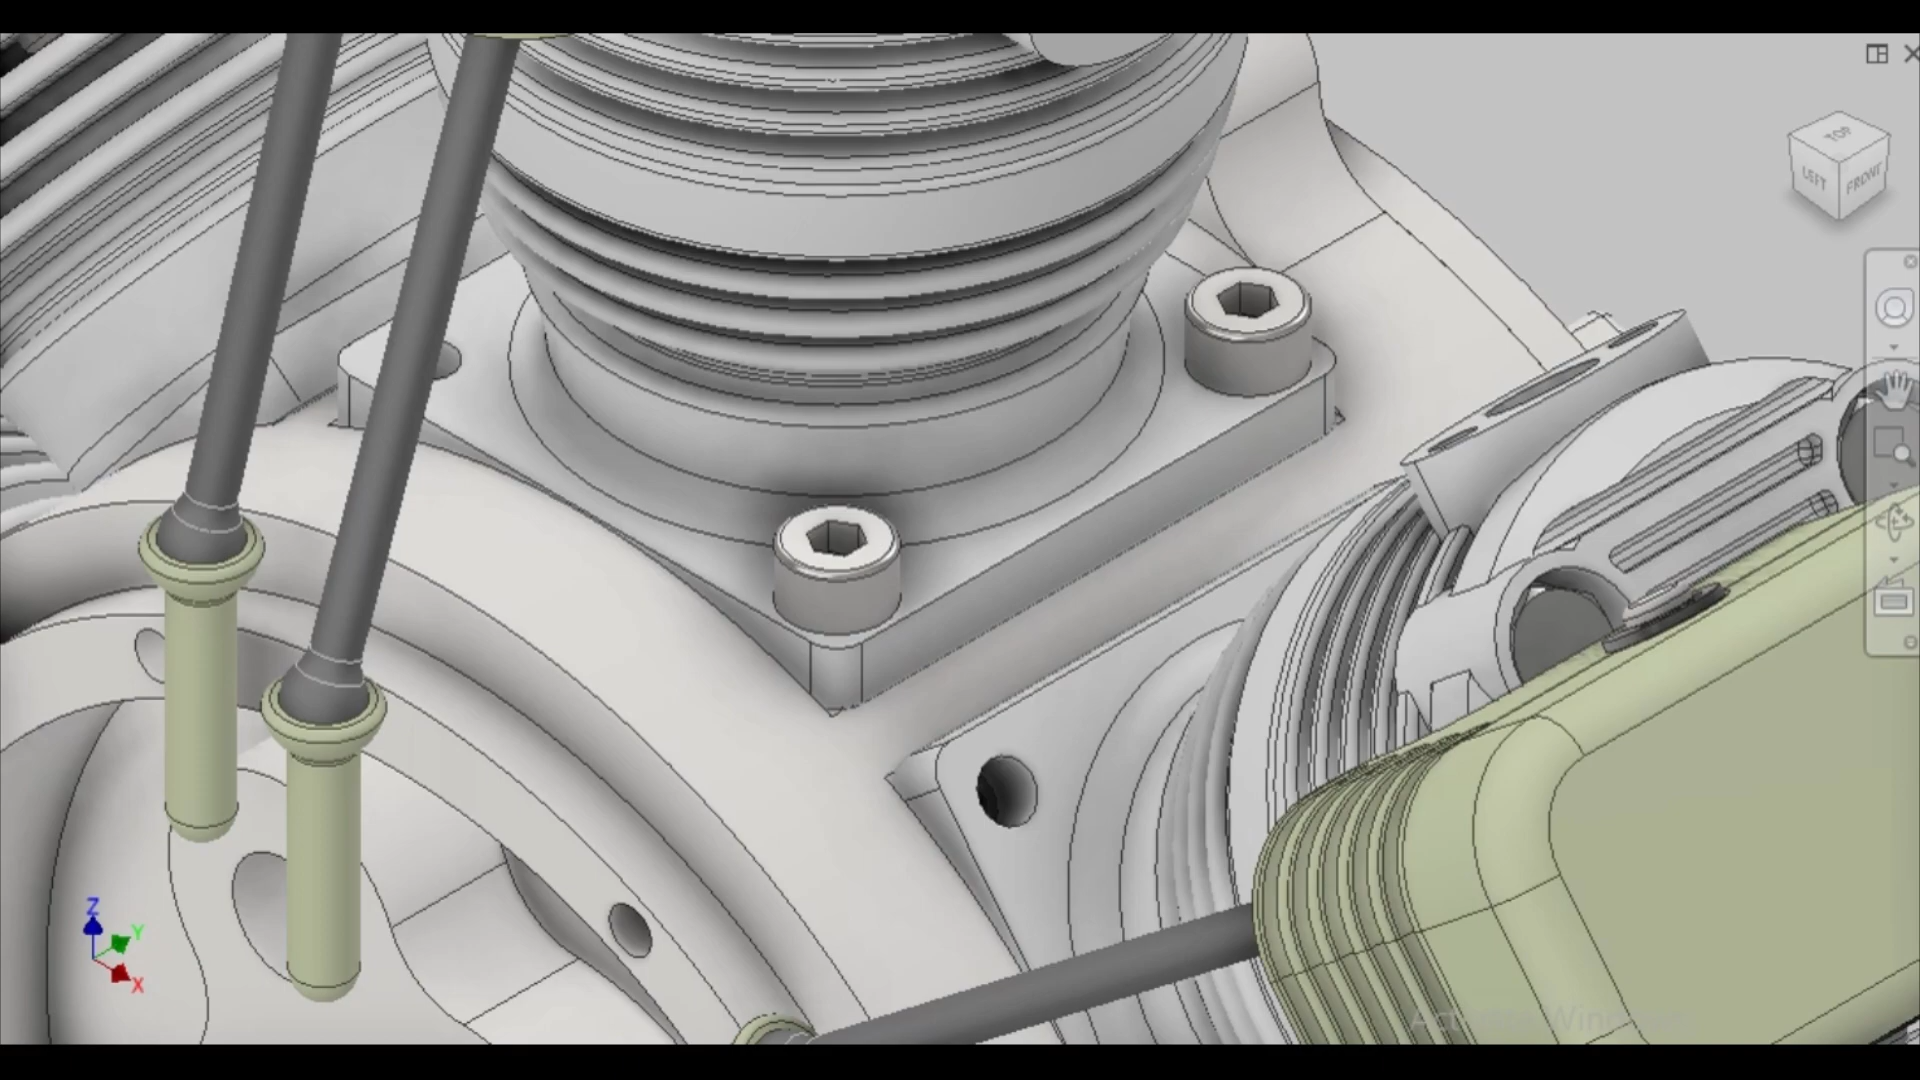 TOP
LEFT
FRONT
Z
Y
X
Activate Windows